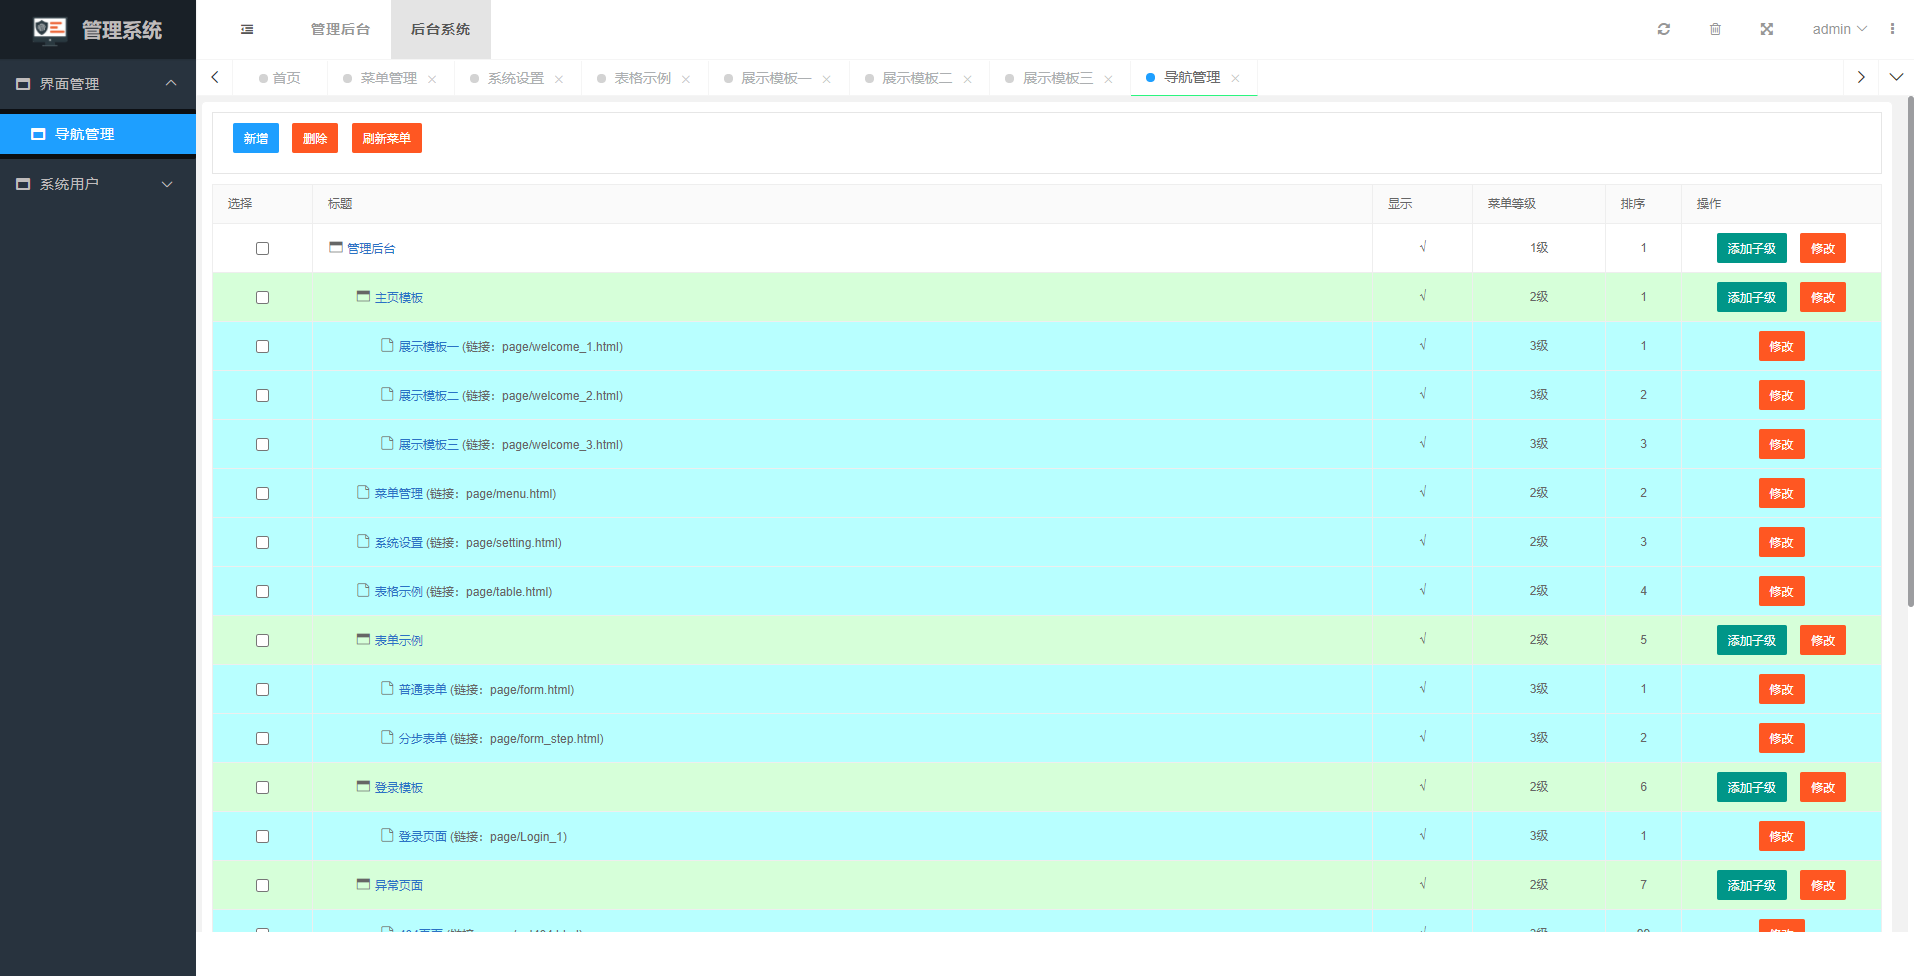 管理系统
管理后台 后台系统 admin
首页 菜单管理 系统设置 表格示例 展示模板一 展示模板二 展示模板三 导航管理
界面管理
导航管理
系统用户
新增 删除 刷新菜单
选择 标题 显示 菜单等级 排序 操作
管理后台 √ 1级 1 添加子级 修改
主页模板 √ 2级 1 添加子级 修改
展示模板一 (链接：page/welcome_1.html) √ 3级 1 修改
展示模板二 (链接：page/welcome_2.html) √ 3级 2 修改
展示模板三 (链接：page/welcome_3.html) √ 3级 3 修改
菜单管理 (链接：page/menu.html) √ 2级 2 修改
系统设置 (链接：page/setting.html) √ 2级 3 修改
表格示例 (链接：page/table.html) √ 2级 4 修改
表单示例 √ 2级 5 添加子级 修改
普通表单 (链接：page/form.html) √ 3级 1 修改
分步表单 (链接：page/form_step.html) √ 3级 2 修改
登录模板 √ 2级 6 添加子级 修改
登录页面 (链接：page/Login_1) √ 3级 1 修改
异常页面 √ 2级 7 添加子级 修改